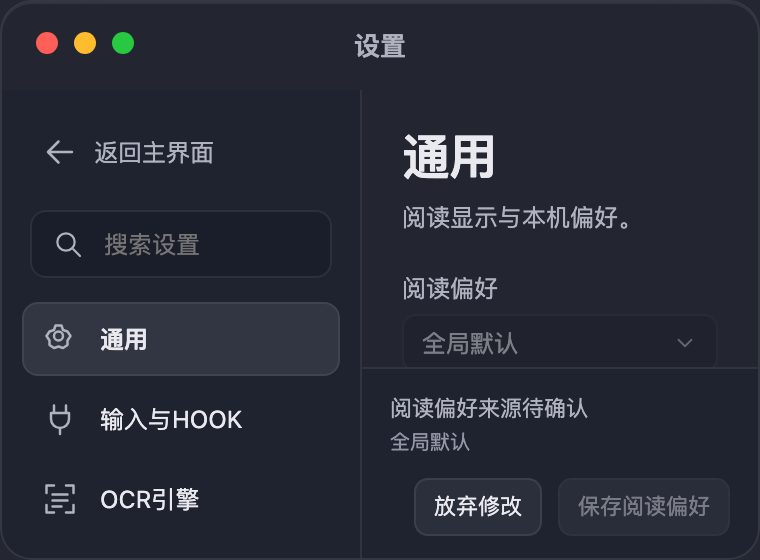 设置
返回主界面
搜索设置
通用
输入与HOOK
OCR引擎
通用
阅读显示与本机偏好。
阅读偏好
全局默认
阅读偏好来源待确认
全局默认
放弃修改
保存阅读偏好